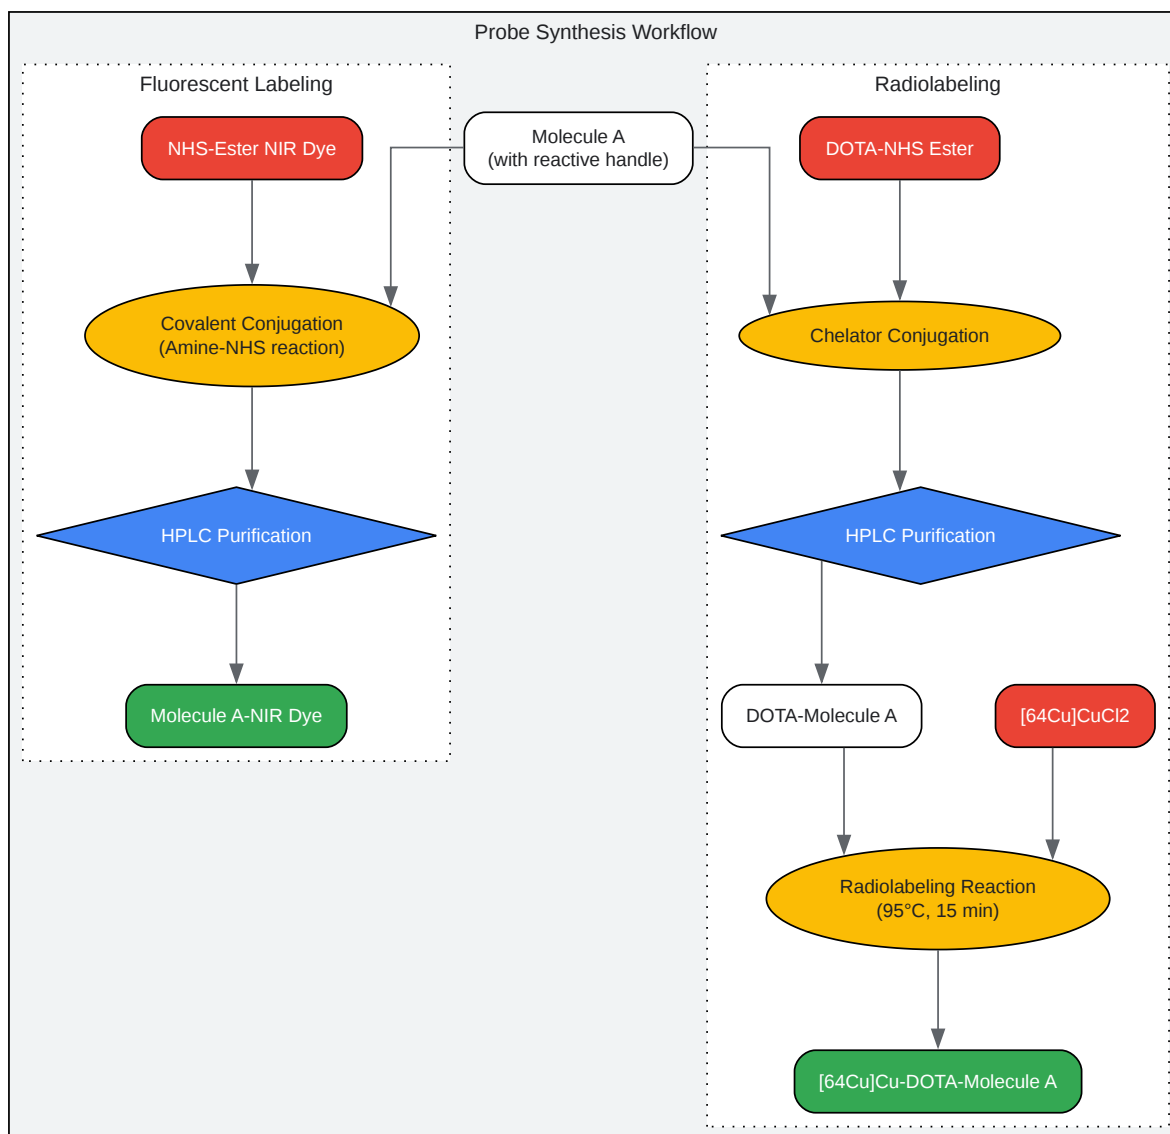 Probe Synthesis Workflow
Fluorescent Labeling
Radiolabeling
NHS-Ester NIR Dye
Molecule A
(with reactive handle)
DOTA-NHS Ester
Covalent Conjugation
(Amine-NHS reaction)
Chelator Conjugation
HPLC Purification
HPLC Purification
Molecule A-NIR Dye
DOTA-Molecule A
[64Cu]CuCl2
Radiolabeling Reaction
(95°C, 15 min)
[64Cu]Cu-DOTA-Molecule A